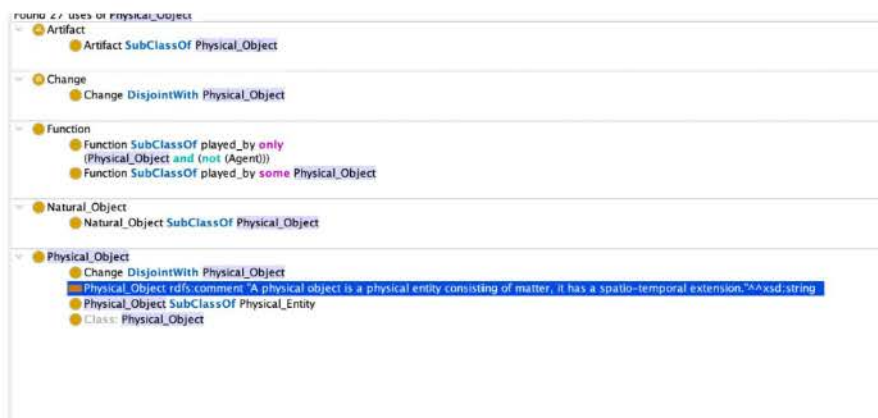 Found 27 uses of Physical_Object
Artifact
Artifact SubClassOf Physical_Object
Change
Change DisjointWith Physical_Object
Function
Function SubClassOf played_by only
(Physical_Object and (not (Agent)))
Function SubClassOf played_by some Physical_Object
Natural_Object
Natural_Object SubClassOf Physical_Object
Physical_Object
Change DisjointWith Physical_Object
Physical_Object rdfs:comment "A physical object is a physical entity consisting of matter, it has a spatio-temporal extension."^^xsd:string
Physical_Object SubClassOf Physical_Entity
Class: Physical_Object